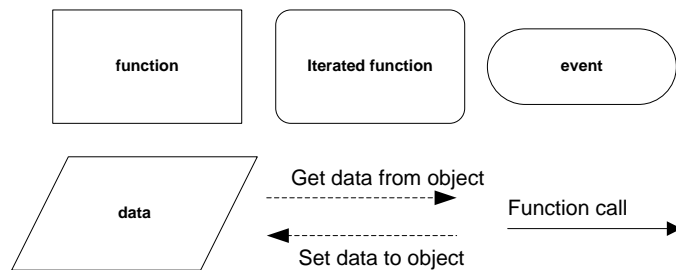 function
Iterated function
event
data
Get data from object
Set data to object
Function call